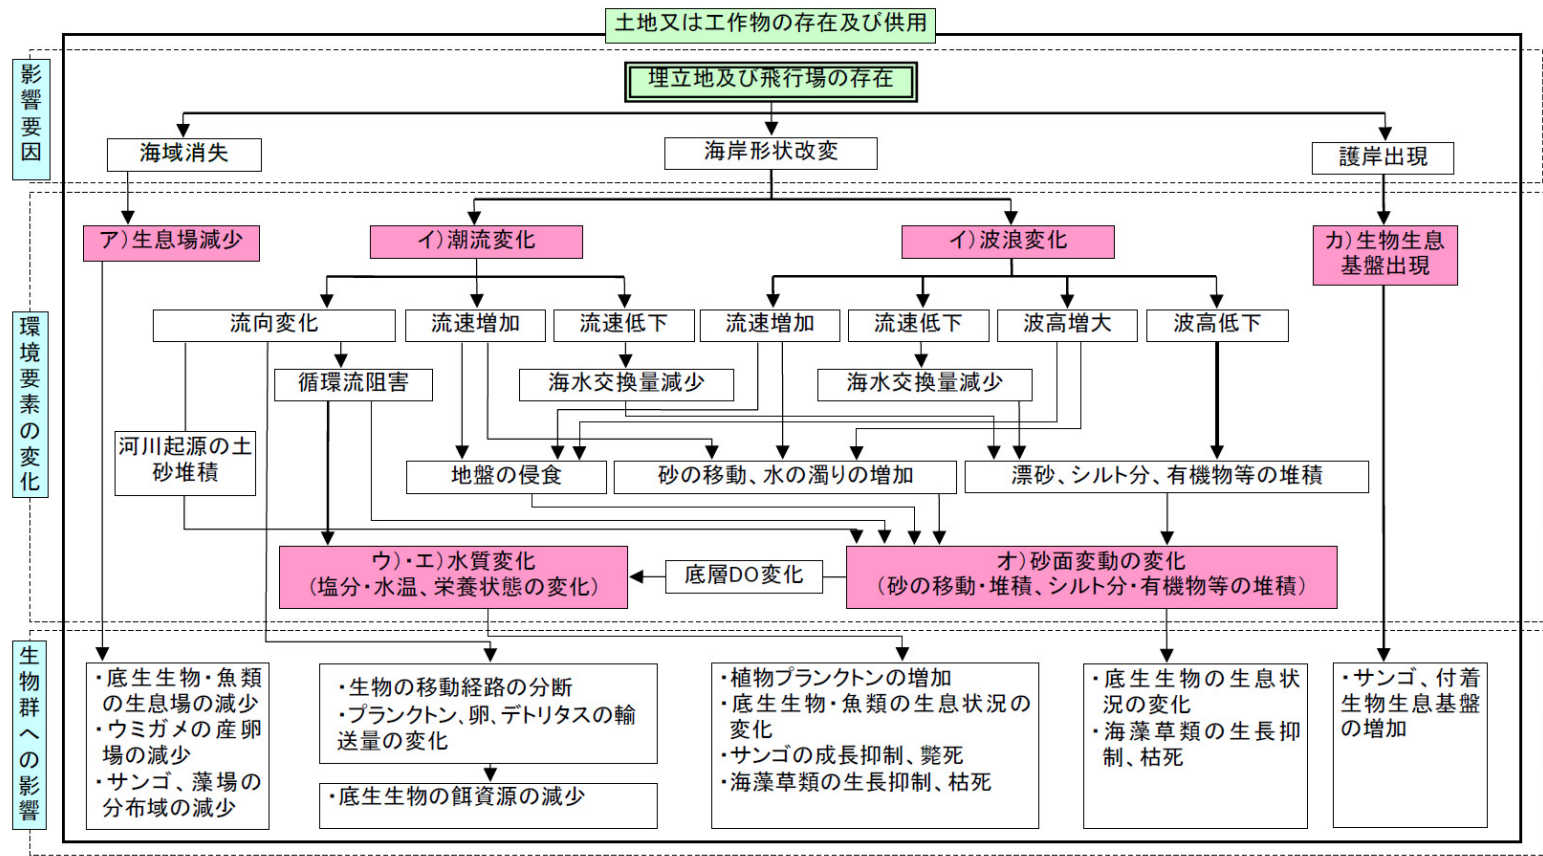 土地又は工作物の存在及び供用
影響要因
埋立地及び飛行場の存在
海域消失
海岸形状改変
護岸出現
環境要素の変化
ア)生息場減少
イ)潮流変化
イ)波浪変化
カ)生物生息
基盤出現
流向変化
流速増加
流速低下
流速増加
流速低下
波高増大
波高低下
循環流阻害
海水交換量減少
海水交換量減少
河川起源の土
砂堆積
地盤の侵食
砂の移動、水の濁りの増加
漂砂、シルト分、有機物等の堆積
ウ)・エ)水質変化
(塩分・水温、栄養状態の変化)
底層DO変化
オ)砂面変動の変化
(砂の移動・堆積、シルト分・有機物等の堆積)
生物群への影響
・底生生物・魚類
の生息場の減少
・ウミガメの産卵
場の減少
・サンゴ、藻場の
分布域の減少
・生物の移動経路の分断
・プランクトン、卵、デトリタスの輸
送量の変化
・底生生物の餌資源の減少
・植物プランクトンの増加
・底生生物・魚類の生息状況の
変化
・サンゴの成長抑制、斃死
・海藻草類の生長抑制、枯死
・底生生物の生息状
況の変化
・海藻草類の生長抑
制、枯死
・サンゴ、付着
生物生息基盤
の増加